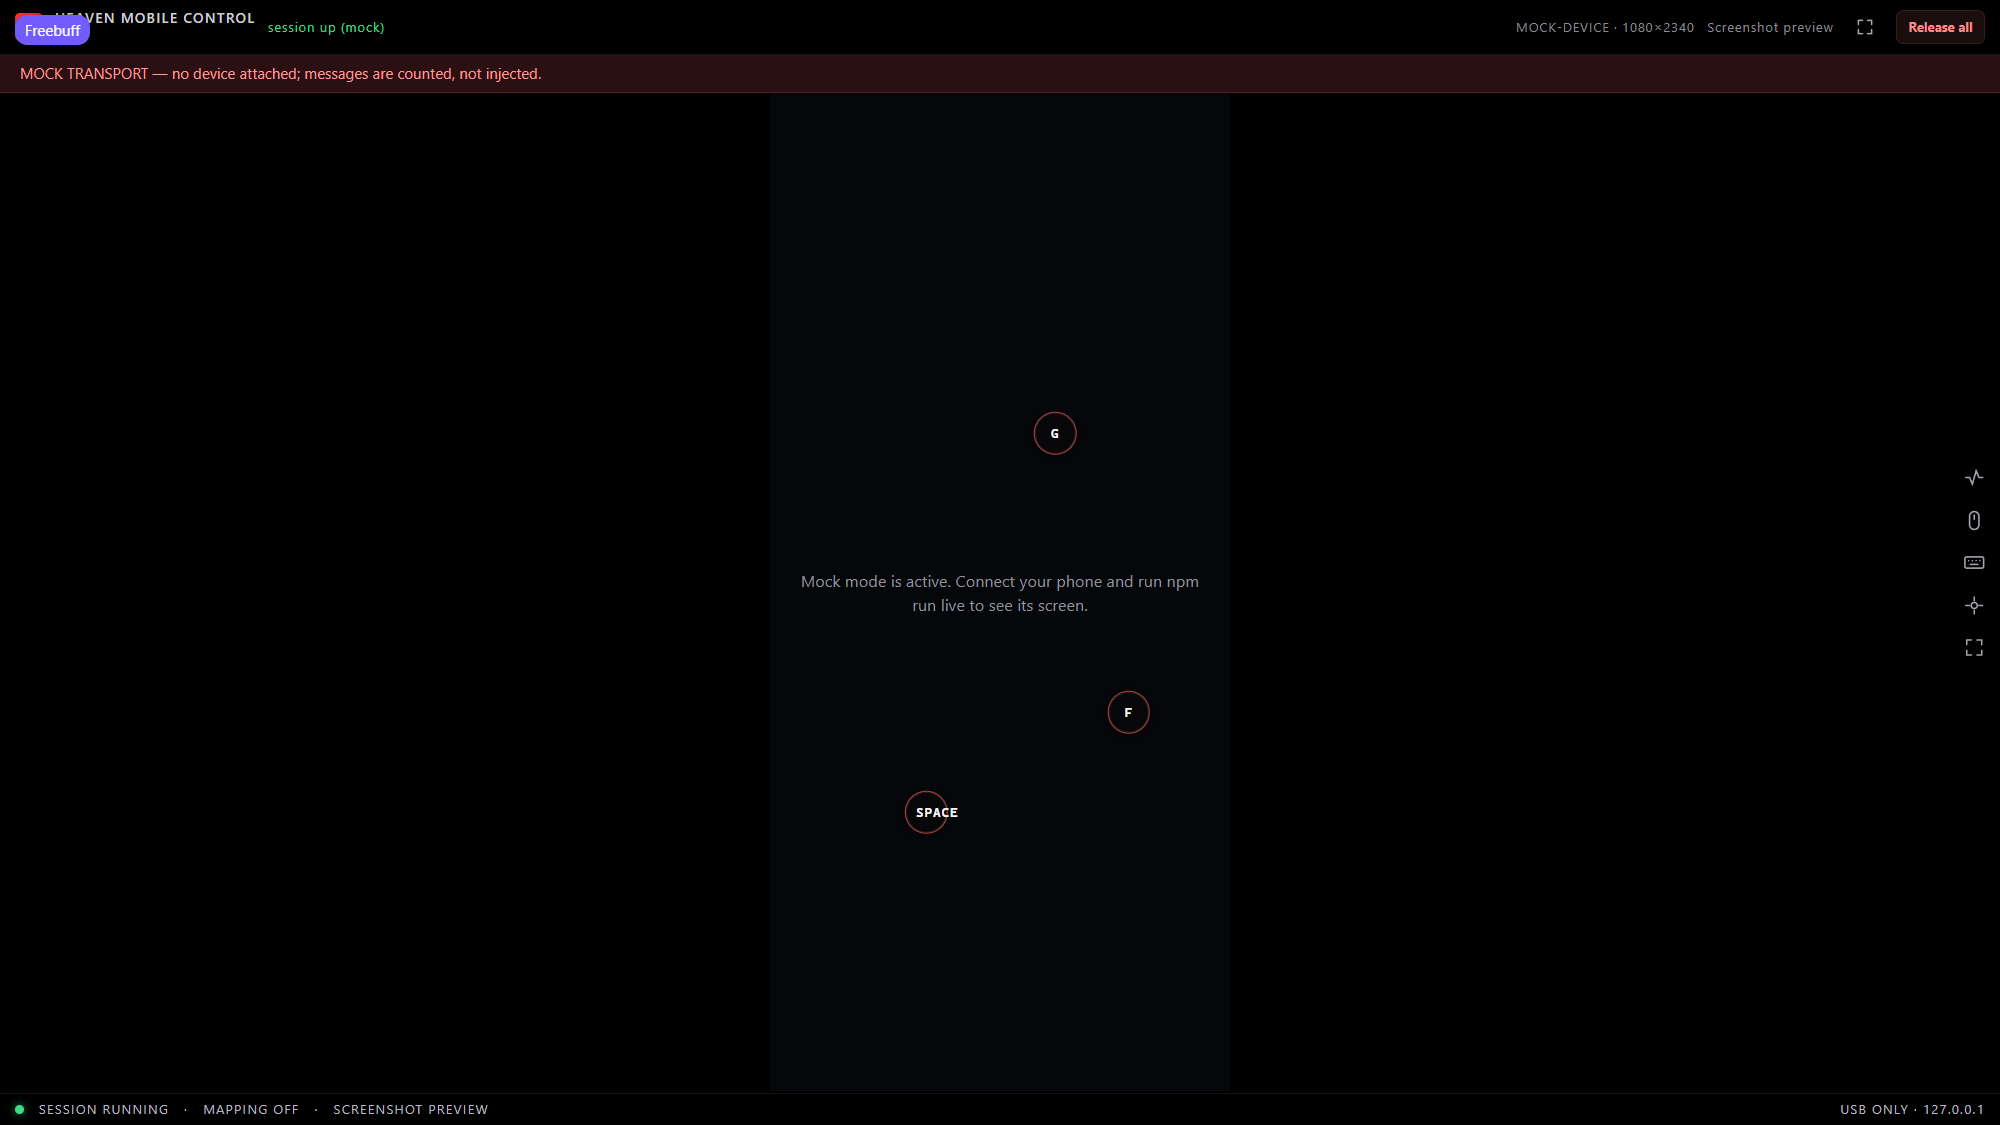 HEAVEN MOBILE CONTROL
Freebuff
session up (mock)
MOCK-DEVICE · 1080×2340 Screenshot preview
Release all
MOCK TRANSPORT — no device attached; messages are counted, not injected.
G
Mock mode is active. Connect your phone and run npm
run live to see its screen.
F
SPACE
SESSION RUNNING · MAPPING OFF · SCREENSHOT PREVIEW
USB ONLY · 127.0.0.1